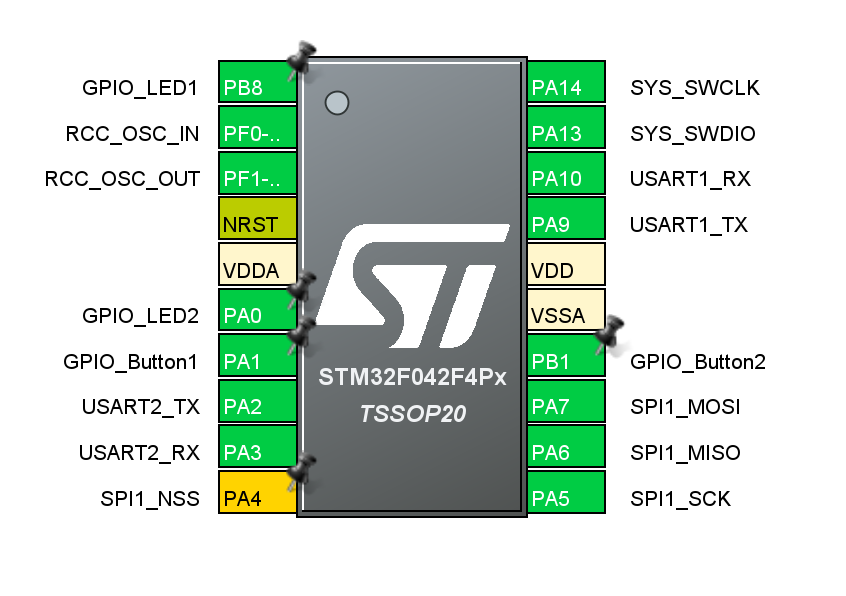 GPIO_LED1 PB8 PA14 SYS_SWCLK
RCC_OSC_IN PF0-.. PA13 SYS_SWDIO
RCC_OSC_OUT PF1-.. PA10 USART1_RX
NRST PA9 USART1_TX
VDDA VDD
GPIO_LED2 PA0 VSSA
GPIO_Button1 PA1 PB1 GPIO_Button2
STM32F042F4Px
USART2_TX PA2 PA7 SPI1_MOSI
TSSOP20
USART2_RX PA3 PA6 SPI1_MISO
SPI1_NSS PA4 PA5 SPI1_SCK